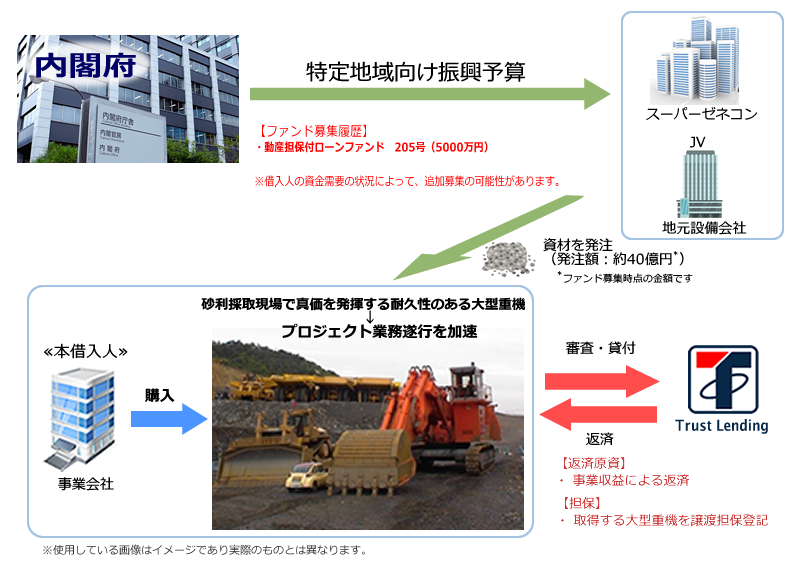 内閣府
内閣府庁舎
内閣官房
内閣府
特定地域向け振興予算
【ファンド募集履歴】
・動産担保付ローンファンド 205号（5000万円）
※借入人の資金需要の状況によって、追加募集の可能性があります。
スーパーゼネコン
JV
地元設備会社
資材を発注
（発注額：約40億円*）
*ファンド募集時点の金額です
砂利採取現場で真価を発揮する耐久性のある大型重機
↓
プロジェクト業務遂行を加速
≪本借入人≫
購入
事業会社
審査・貸付
Trust Lending
返済
【返済原資】
・ 事業収益による返済
【担保】
・ 取得する大型重機を譲渡担保登記
※使用している画像はイメージであり実際のものとは異なります。